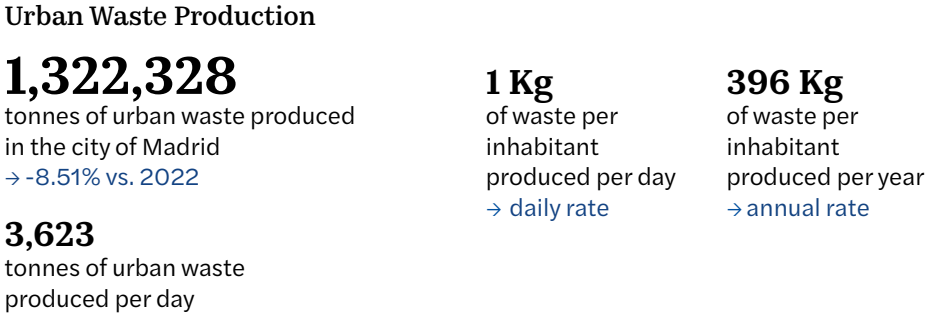 Urban Waste Production
1,322,328
tonnes of urban waste produced
in the city of Madrid
→ -8.51% vs. 2022
3,623
tonnes of urban waste
produced per day
1 Kg
of waste per
inhabitant
produced per day
→ daily rate
396 Kg
of waste per
inhabitant
produced per year
→ annual rate